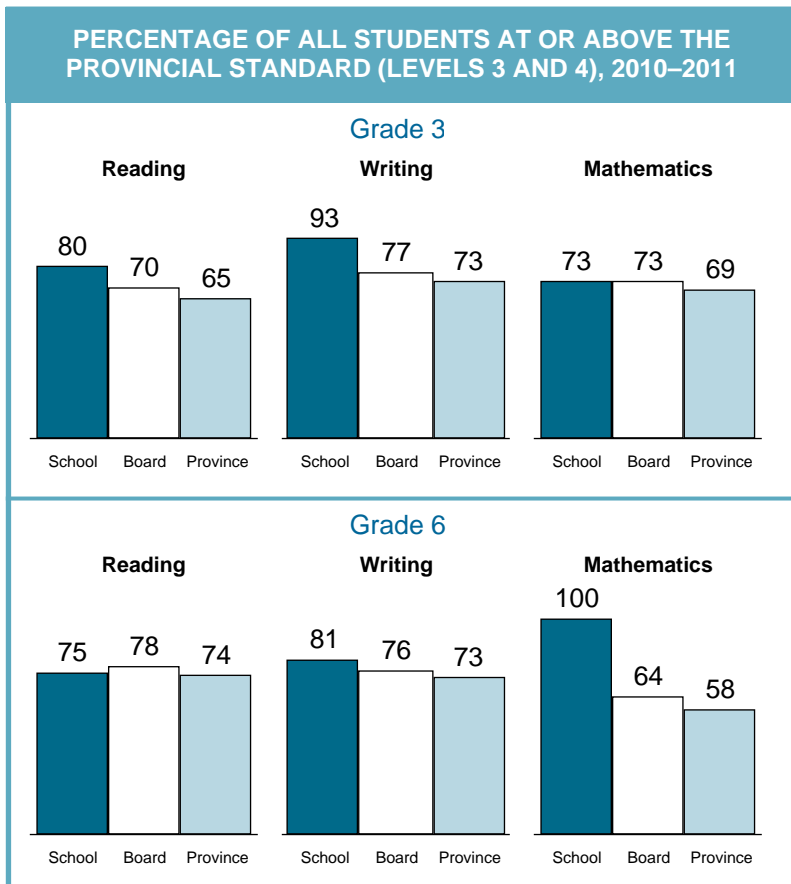 PERCENTAGE OF ALL STUDENTS AT OR ABOVE THE
PROVINCIAL STANDARD (LEVELS 3 AND 4), 2010–2011
Grade 3
Reading Writing Mathematics
80 70 65 93 77 73 73 73 69
School Board Province School Board Province School Board Province
Grade 6
Reading Writing Mathematics
75 78 74 81 76 73 100 64 58
School Board Province School Board Province School Board Province